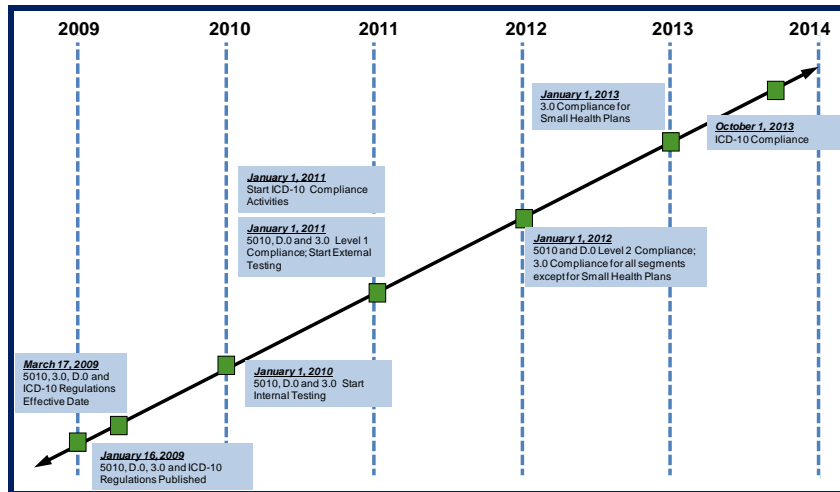 2009 2010 2011 2012 2013 2014
January 1, 2013
3.0 Compliance for
Small Health Plans
October 1, 2013
ICD-10 Compliance
January 1, 2011
Start ICD-10 Compliance
Activities
January 1, 2011
5010, D.0 and 3.0 Level 1
Compliance; Start External
Testing
January 1, 2012
5010 and D.0 Level 2 Compliance;
3.0 Compliance for all segments
except for Small Health Plans
March 17, 2009
5010, 3.0, D.0 and
ICD-10 Regulations
Effective Date
January 1, 2010
5010, D.0 and 3.0 Start
Internal Testing
January 16, 2009
5010, D.0, 3.0 and ICD-10
Regulations Published